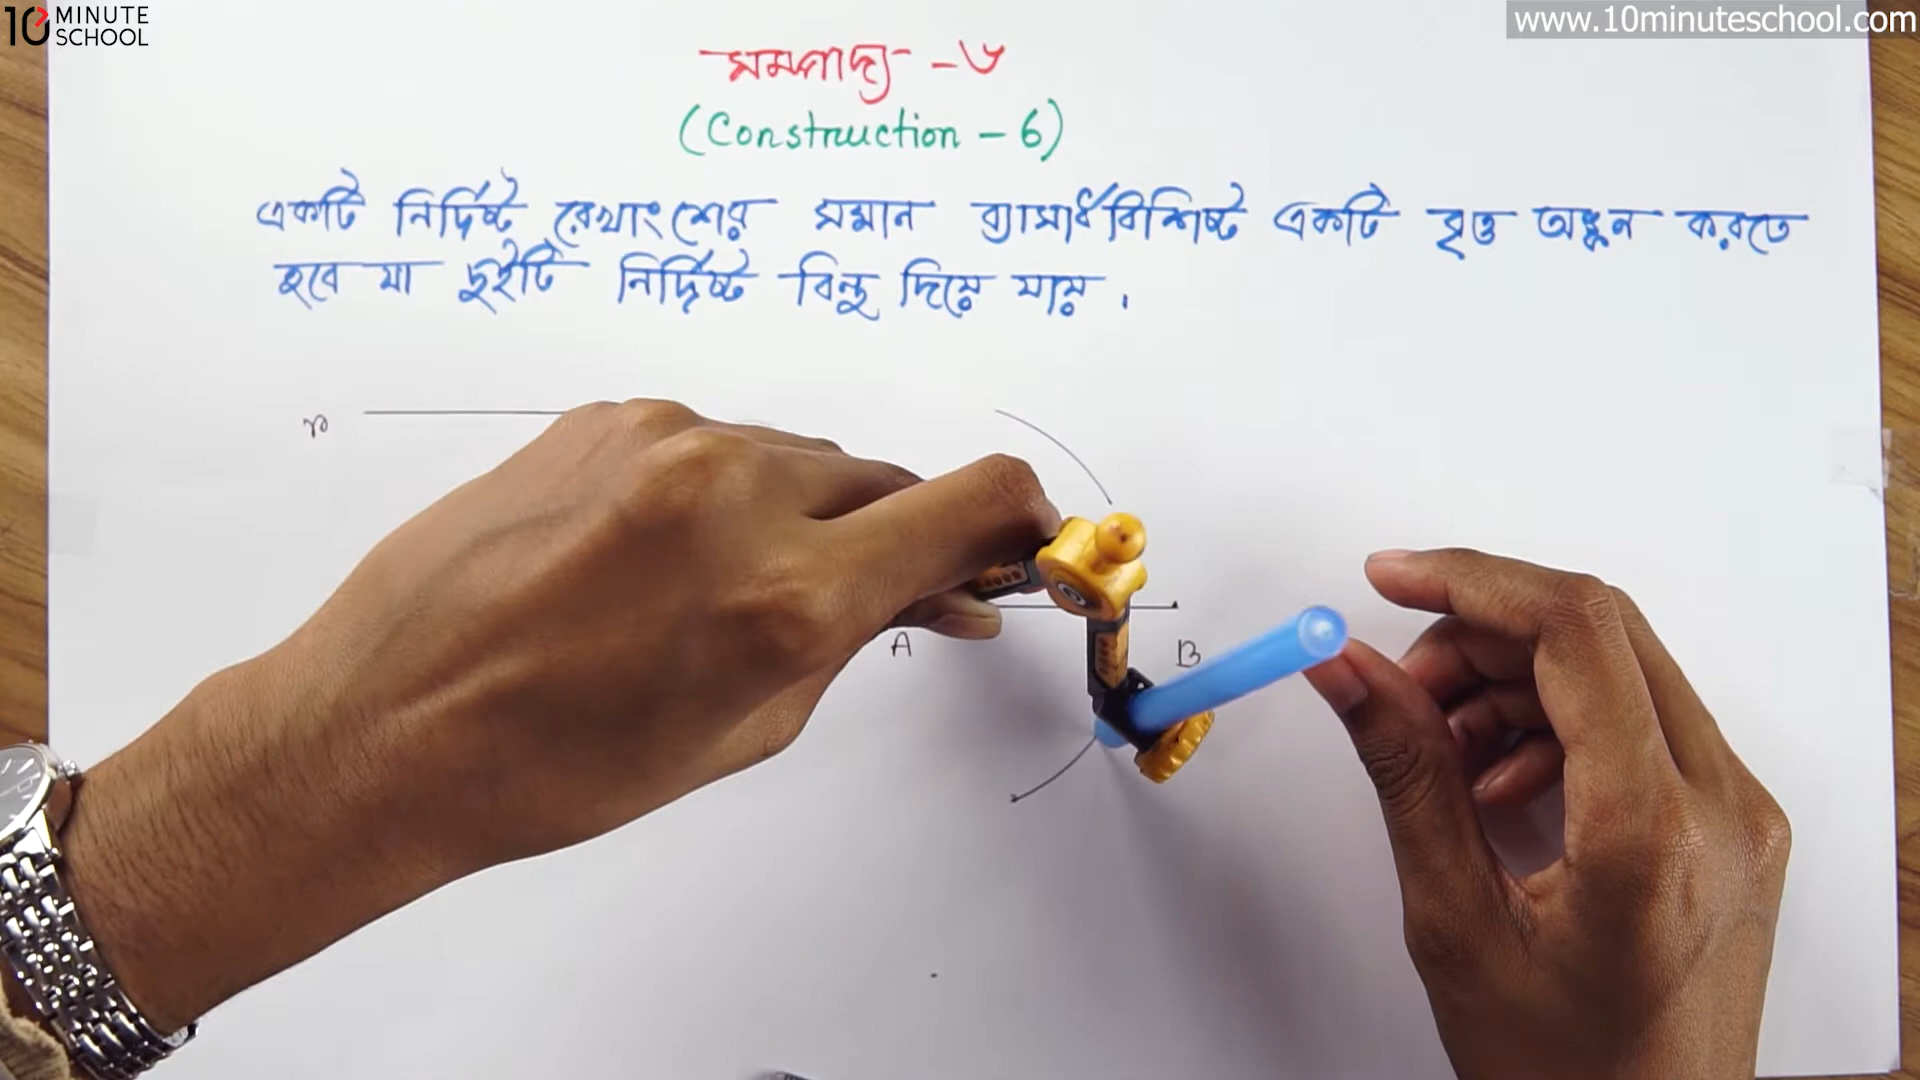 10 MINUTE SCHOOL
www.10minuteschool.com
সম্পাদ্য - ৬
(Construction - 6)
একটি নির্দিষ্ট রেখাংশের সমান ব্যাসার্ধবিশিষ্ট একটি বৃত্ত অঙ্কন করতে
হবে যা দুইটি নির্দিষ্ট বিন্দু দিয়ে যায়।
r
A B